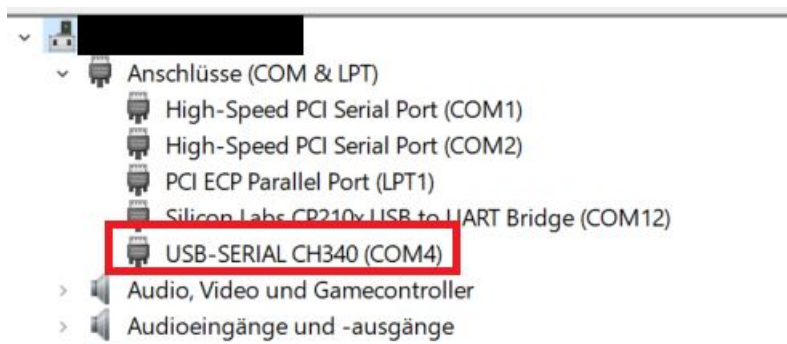 Anschlüsse (COM & LPT)
High-Speed PCI Serial Port (COM1)
High-Speed PCI Serial Port (COM2)
PCI ECP Parallel Port (LPT1)
Silicon Labs CP210x USB to UART Bridge (COM12)
USB-SERIAL CH340 (COM4)
Audio, Video und Gamecontroller
Audioeingänge und -ausgänge